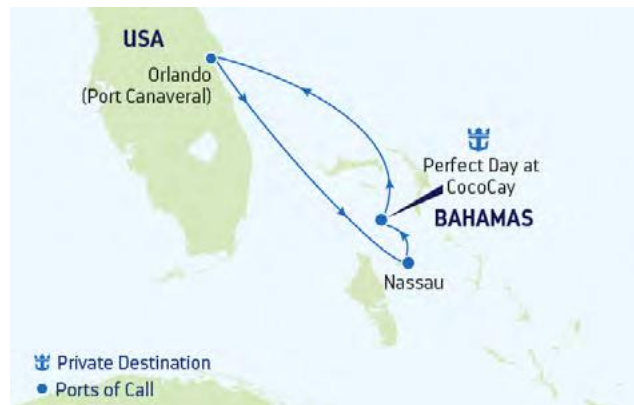 USA
Orlando
(Port Canaveral)
Perfect Day at
CocoCay
BAHAMAS
Nassau
Private Destination
Ports of Call